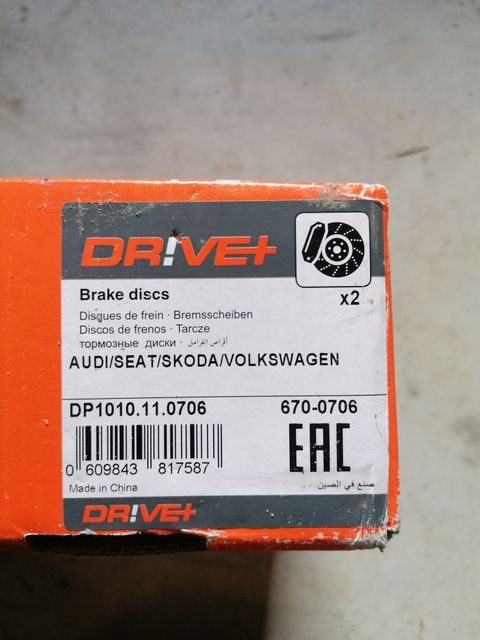 DR!VE+
x2
Brake discs
Disques de frein · Bremsscheiben
Discos de frenos · Tarcze
тормозные диски · أقراص الفرامل
AUDI/SEAT/SKODA/VOLKSWAGEN
DP1010.11.0706 670-0706
0 609843 817587
EAC
Made in China صنع في الصين
DR!VE+